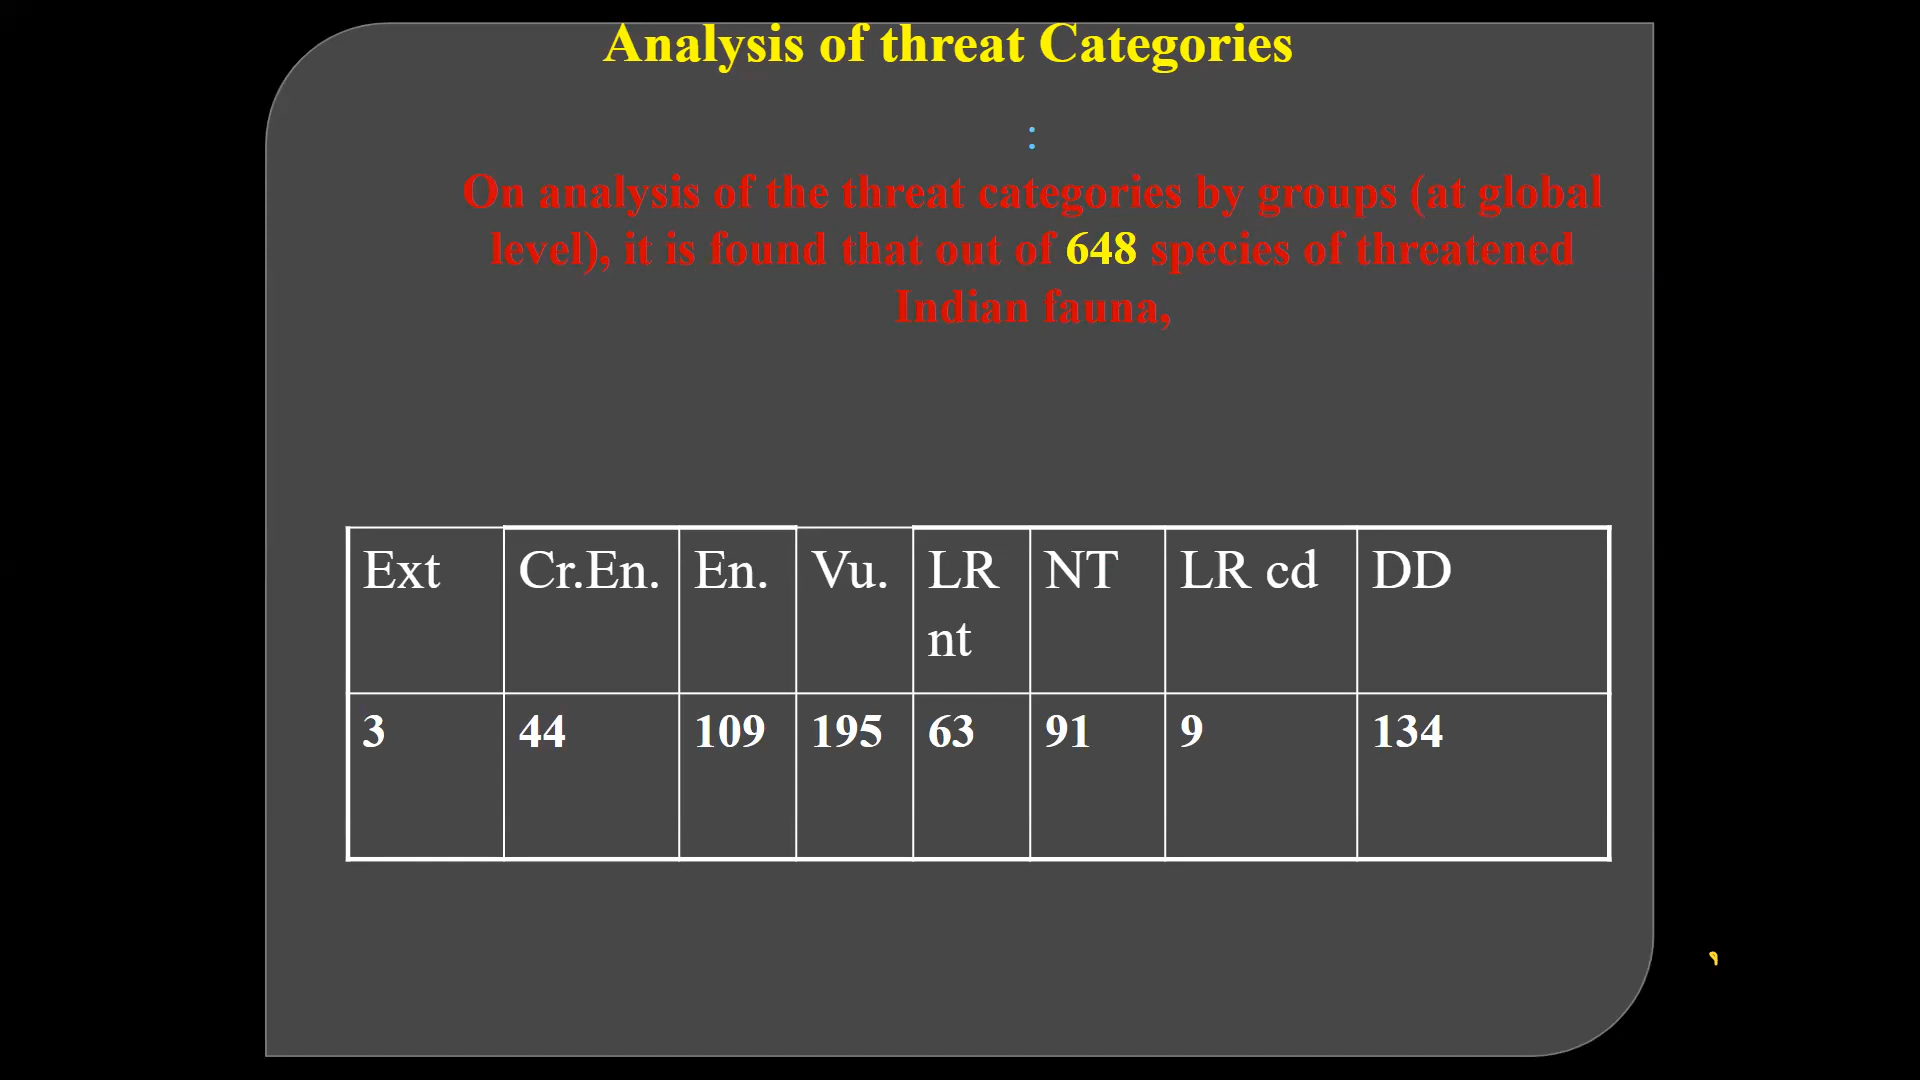 Analysis of threat Categories
:
On analysis of the threat categories by groups (at global
level), it is found that out of 648 species of threatened
Indian fauna,
Ext Cr.En. En. Vu. LR nt NT LR cd DD
3 44 109 195 63 91 9 134
,